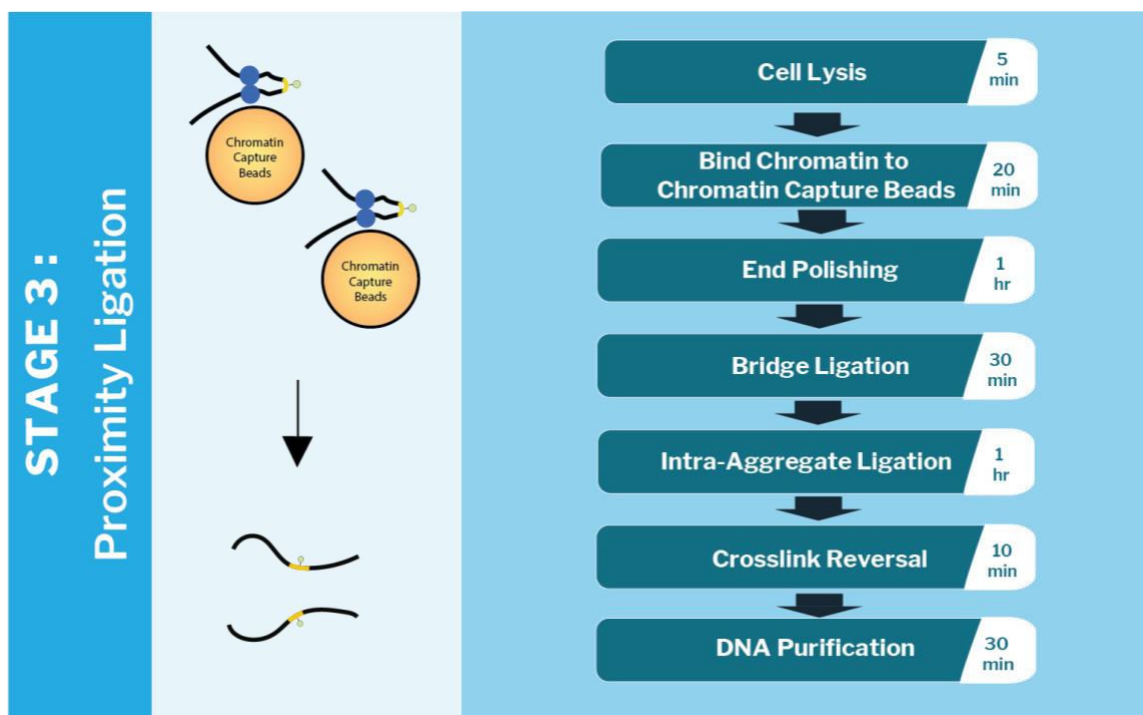 STAGE 3:
Proximity Ligation
Chromatin
Capture
Beads
Chromatin
Capture
Beads
Cell Lysis
5
min
Bind Chromatin to
Chromatin Capture Beads
20
min
End Polishing
1
hr
Bridge Ligation
30
min
Intra-Aggregate Ligation
1
hr
Crosslink Reversal
10
min
DNA Purification
30
min